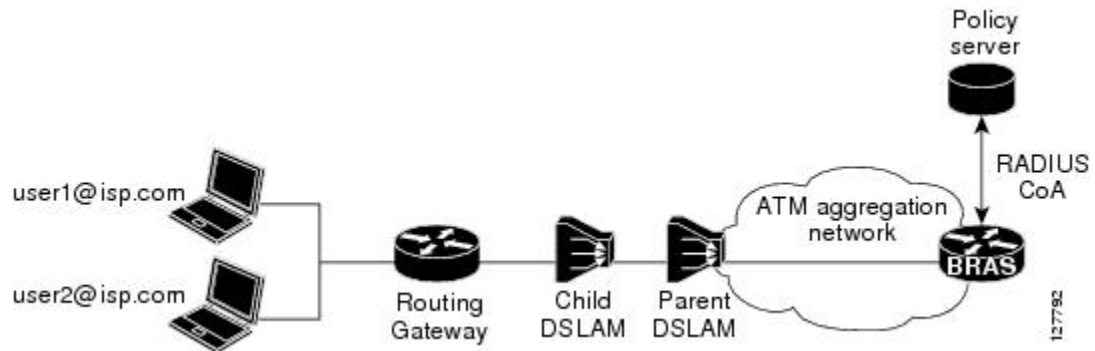 Policy
server
RADIUS
CoA
user1@isp.com
ATM aggregation
network
BRAS
user2@isp.com
Routing
Gateway
Child
DSLAM
Parent
DSLAM
127792